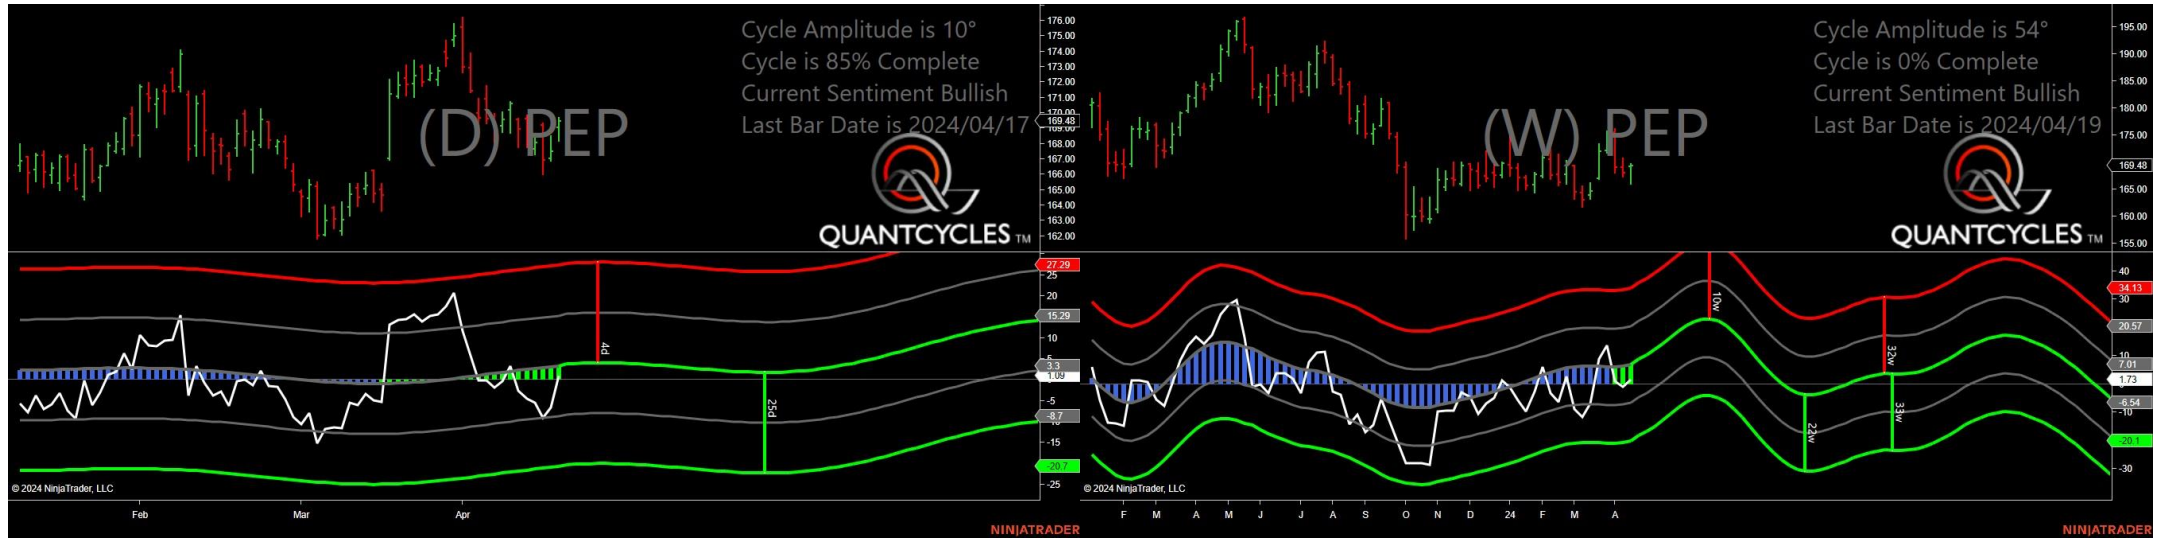 Cycle Amplitude is 10°
Cycle is 85% Complete
Current Sentiment Bullish
Last Bar Date is 2024/04/17
(D) PEP
QUANTCYCLES TM
176.00
175.00
173.00
172.00
171.00
170.00
169.48
169.00
168.00
167.00
166.00
165.00
164.00
163.00
162.00
27.29
25
20
15.29
10
5
3.3
1.09
-5
-8.7
-15
-20.7
-25
4d
25d
© 2024 NinjaTrader, LLC
Feb
Mar
Apr
NINJATRADER
Cycle Amplitude is 54°
Cycle is 0% Complete
Current Sentiment Bullish
Last Bar Date is 2024/04/19
(W) PEP
QUANTCYCLES TM
195.00
190.00
185.00
180.00
175.00
169.48
165.00
160.00
155.00
40
34.13
30
20.57
10
7.01
1.73
-6.54
-10
-20.1
-30
10w
32w
22w
33w
© 2024 NinjaTrader, LLC
F
M
A
M
J
J
A
S
O
N
D
24
F
M
A
NINJATRADER